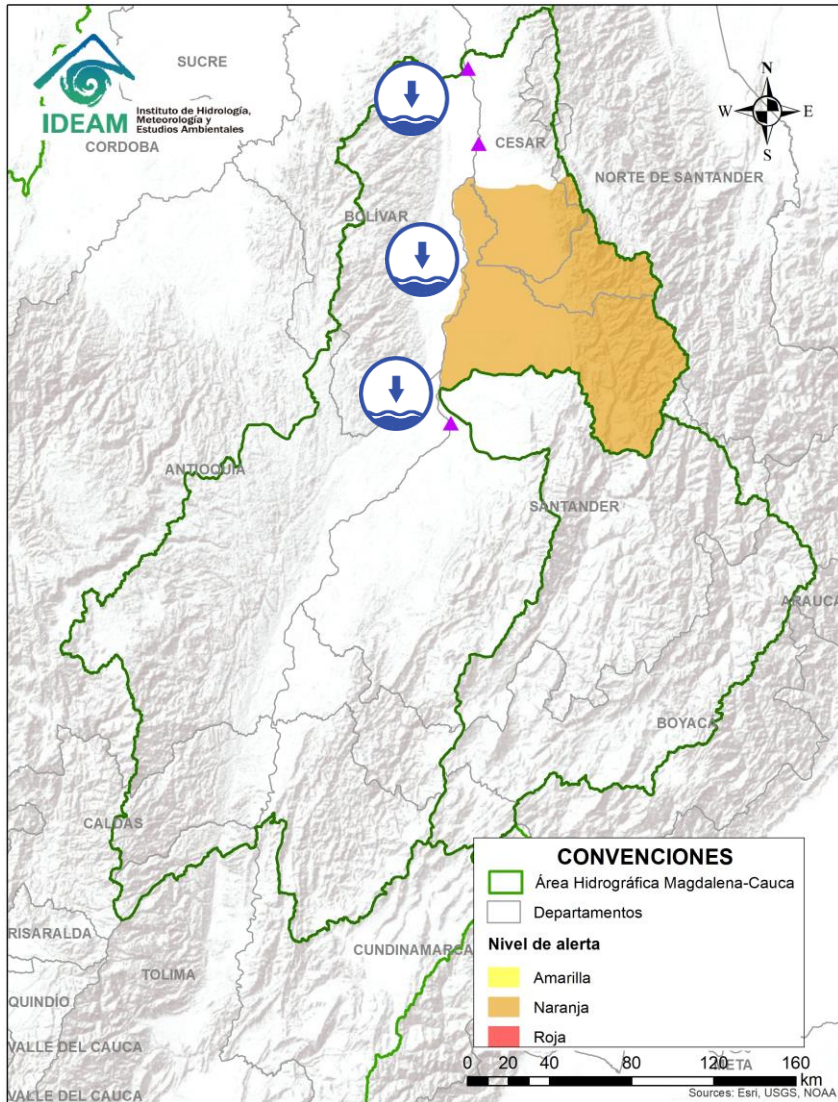 SUCRE
IDEAM
Instituto de Hidrología,
Meteorología y
Estudios Ambientales
CORDOBA
N
W
E
S
CESAR
NORTE DE SANTANDER
BOLÍVAR
ANTIOQUIA
SANTANDER
ARAUCA
BOYACA
CALDAS
RISARALDA
CUNDINAMARCA
TOLIMA
QUINDÍO
VALLE DEL CAUCA
VALLE DEL CAUCA
META
CONVENCIONES
Área Hidrográfica Magdalena-Cauca
Departamentos
Nivel de alerta
Amarilla
Naranja
Roja
0 20 40 80 120 160
km
Sources: Esri, USGS, NOAA